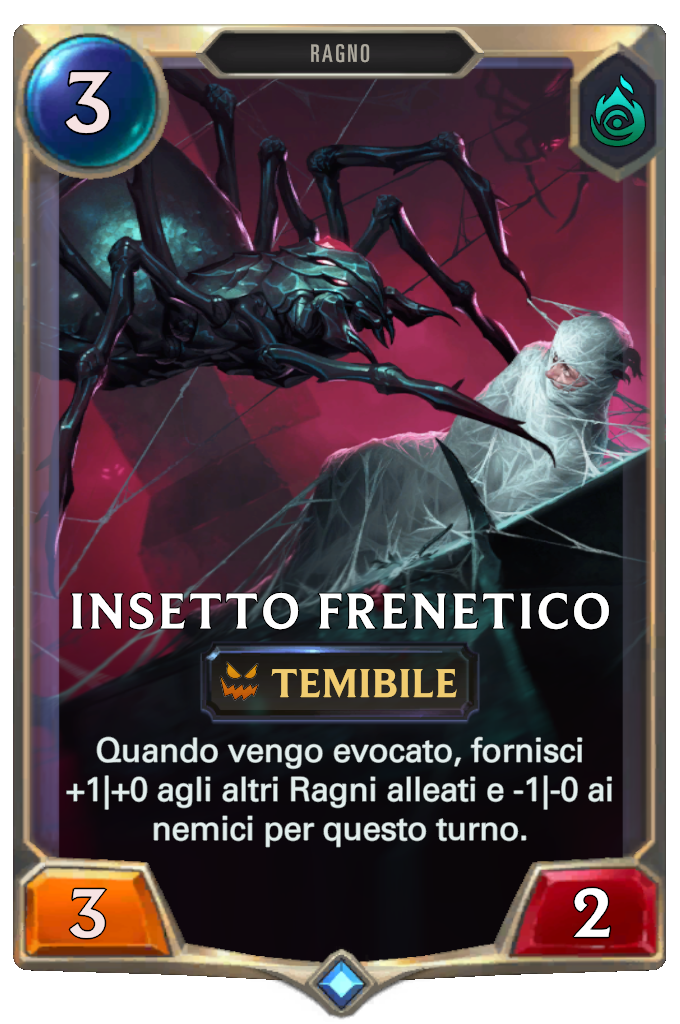 3
RAGNO
INSETTO FRENETICO
TEMIBILE
Quando vengo evocato, fornisci
+1|+0 agli altri Ragni alleati e -1|-0 ai
nemici per questo turno.
3
2